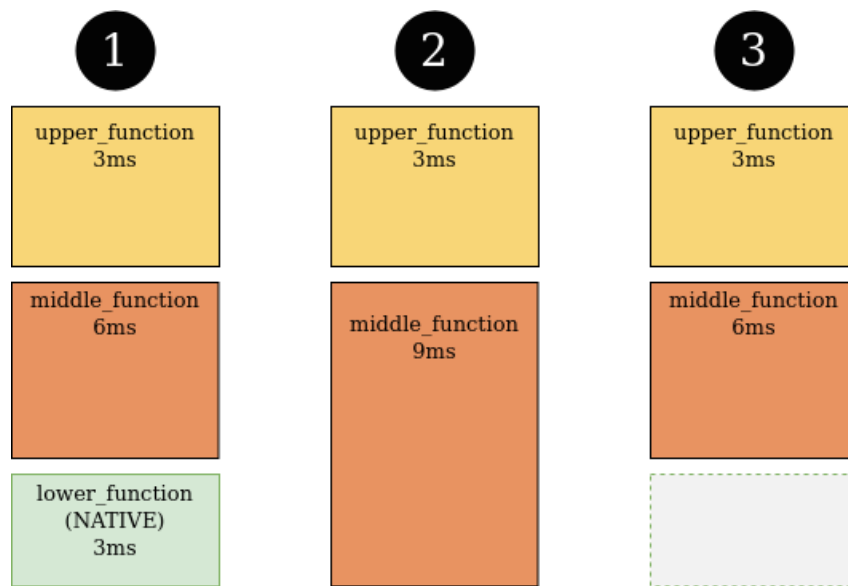 1
upper_function
3ms
middle_function
6ms
lower_function
(NATIVE)
3ms
2
upper_function
3ms
middle_function
9ms
3
upper_function
3ms
middle_function
6ms